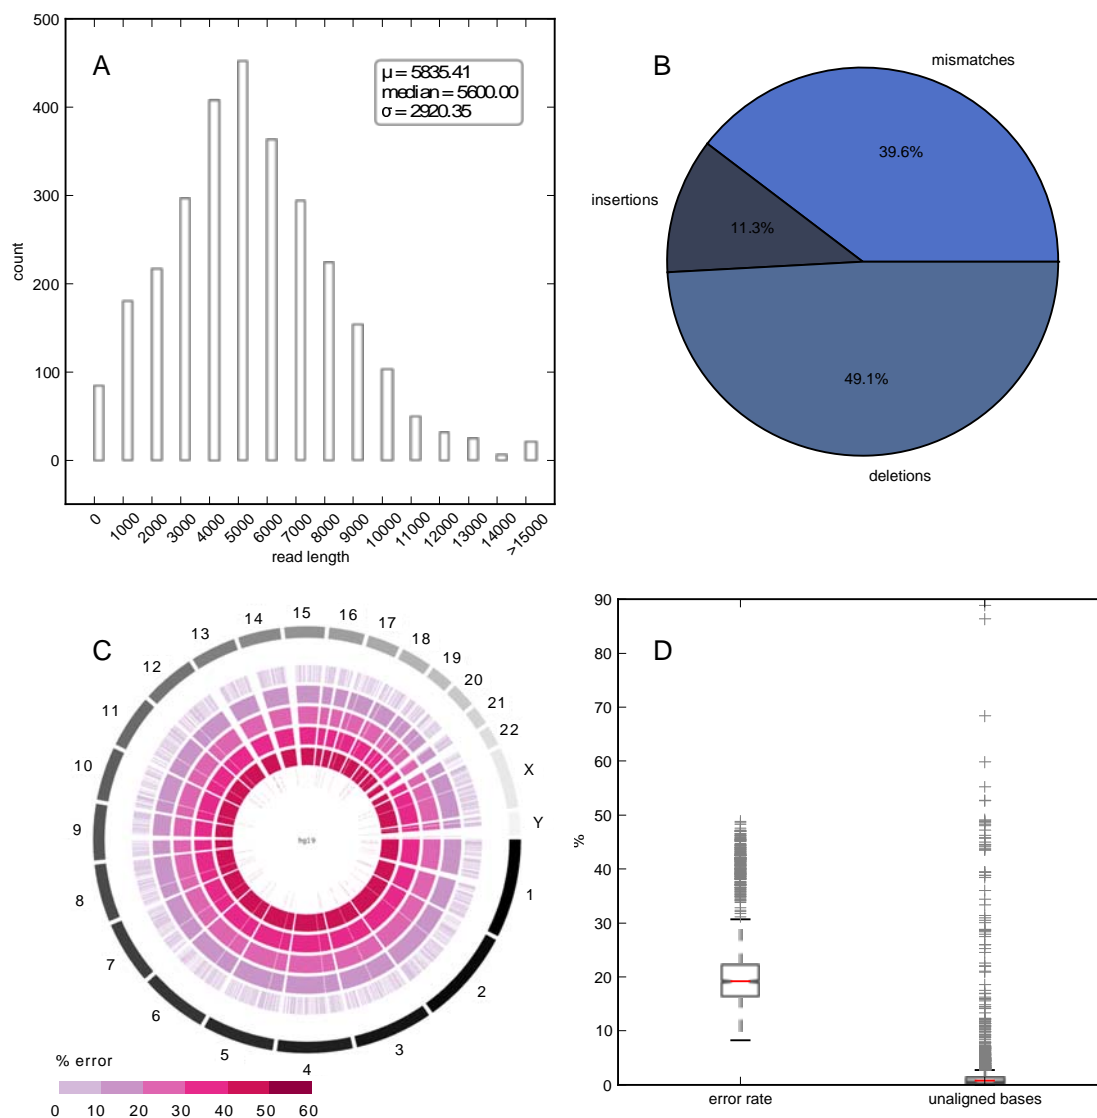 A
500
400
300
200
100
0
count
μ = 5835.41
median = 5600.00
σ = 2920.35
0 1000 2000 3000 4000 5000 6000 7000 8000 9000 10000 11000 12000 13000 14000 >15000
read length
B
mismatches
39.6%
insertions
11.3%
49.1%
deletions
C
15
14
16
13
17
12
18
19
11
20
21
22
10
X
9
Y
hg19
8
1
7
2
6
5
4
3
% error
0 10 20 30 40 50 60
D
90
80
70
60
50
%
40
30
20
10
0
error rate unaligned bases